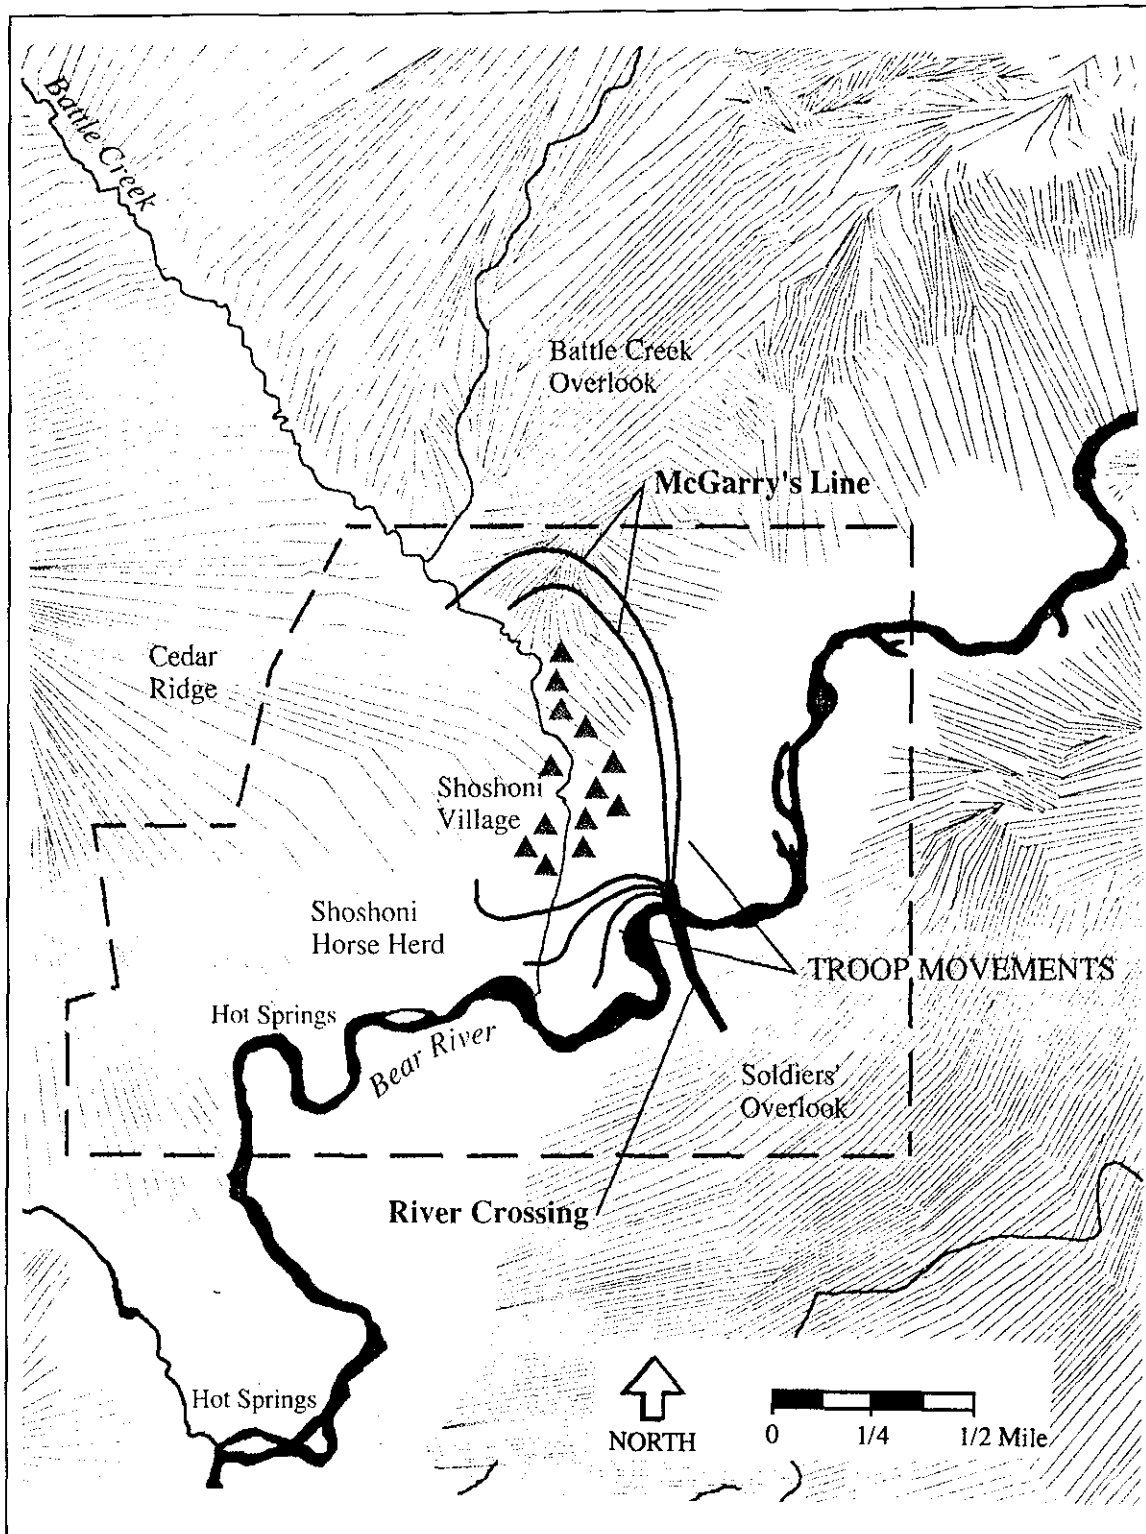 Battle Creek
Battle Creek
Overlook
McGarry's Line
Cedar
Ridge
Shoshoni
Village
Shoshoni
Horse Herd
TROOP MOVEMENTS
Hot Springs
Bear River
Soldiers'
Overlook
River Crossing
Hot Springs
NORTH
0 1/4 1/2 Mile